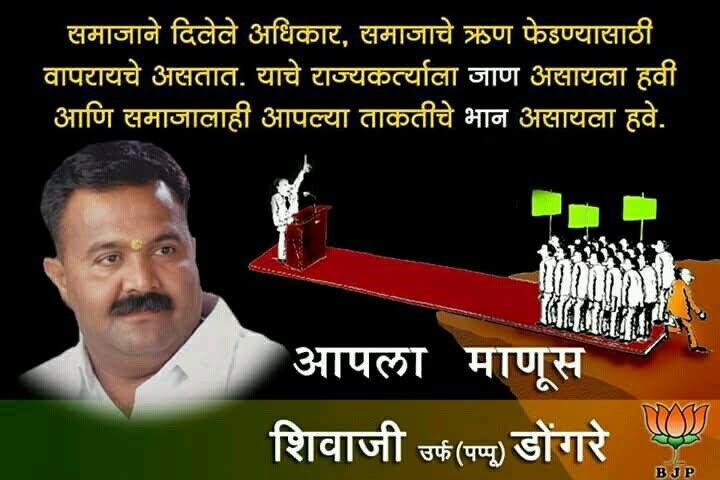 समाजाने दिलेले अधिकार, समाजाचे ऋण फेडण्यासाठी
वापरायचे असतात. याचे राज्यकर्त्याला जाण असायला हवी
आणि समाजालाही आपल्या ताकतीचे भान असायला हवे.
आपला माणूस
शिवाजी उर्फ (पप्पू) डोंगरे
BJP